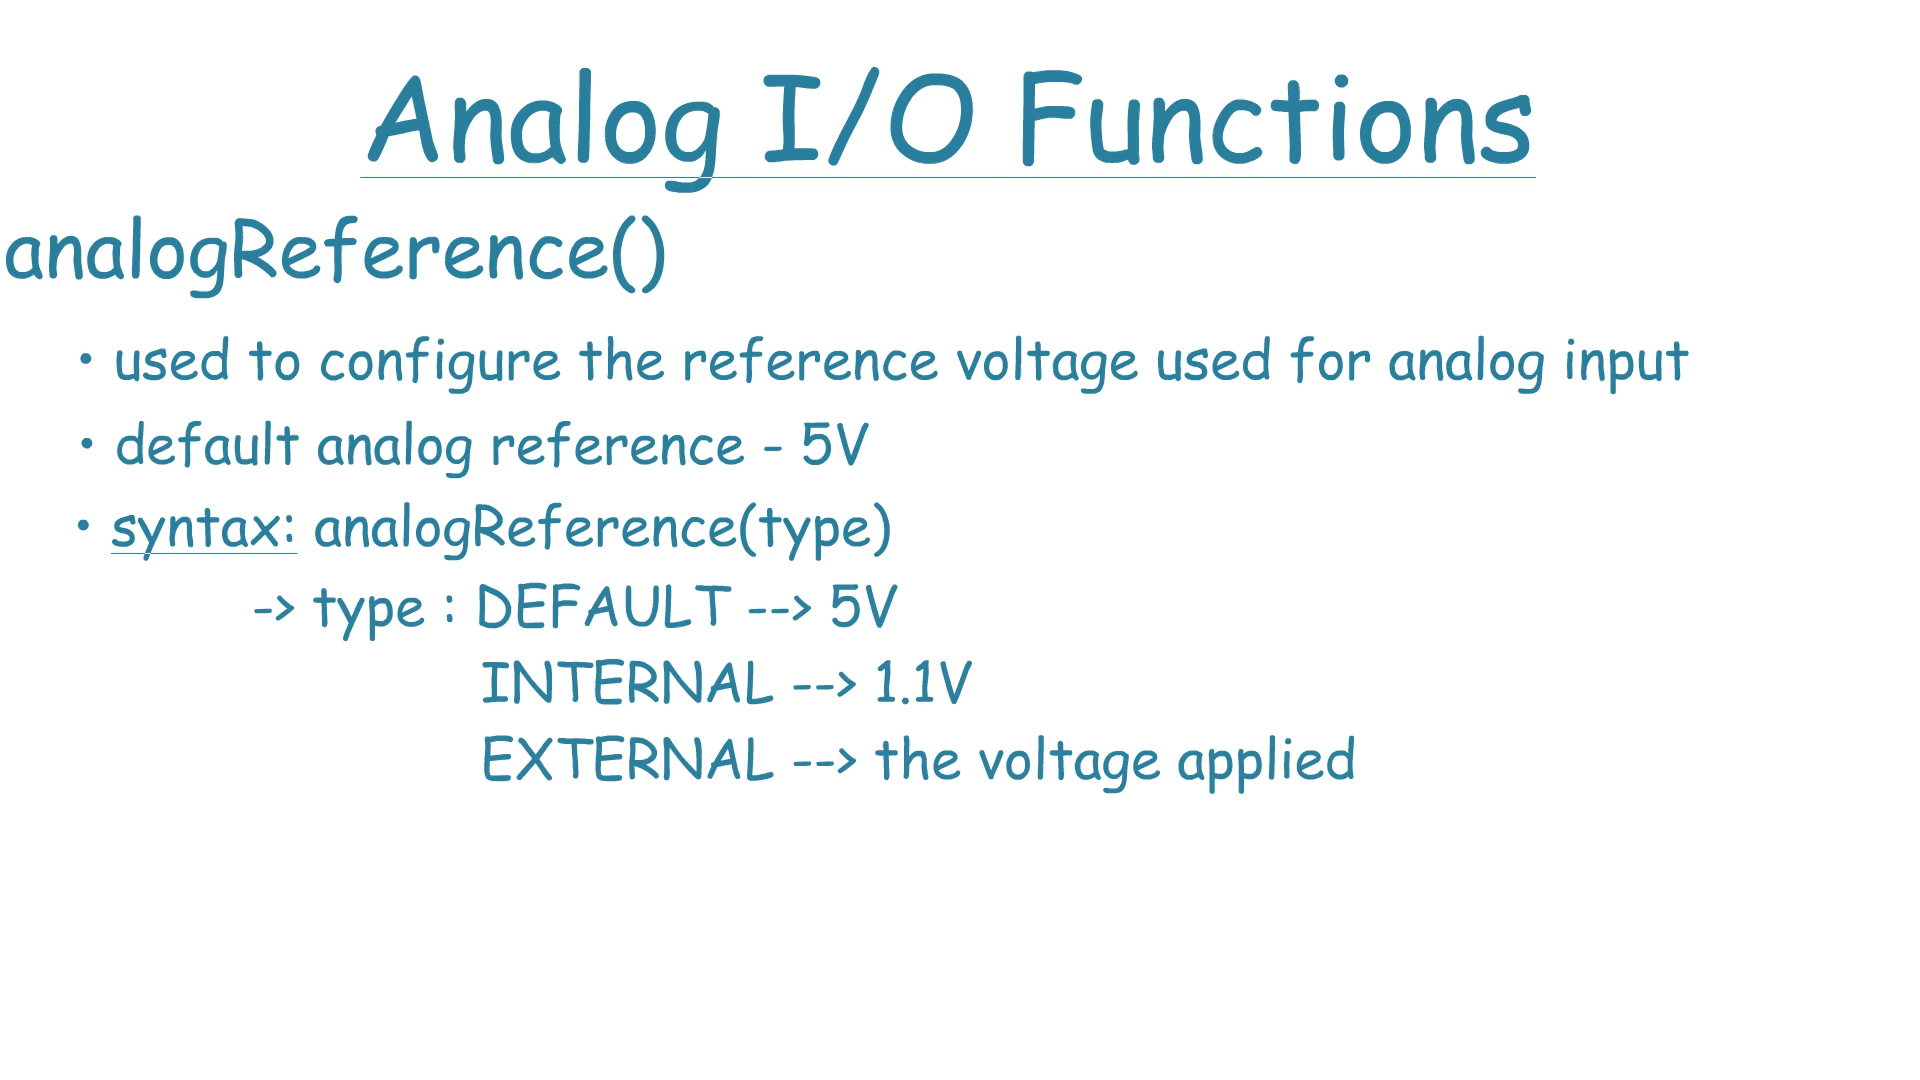 Analog I/O Functions
analogReference()
• used to configure the reference voltage used for analog input
• default analog reference - 5V
• syntax: analogReference(type)
-> type : DEFAULT --> 5V
INTERNAL --> 1.1V
EXTERNAL --> the voltage applied